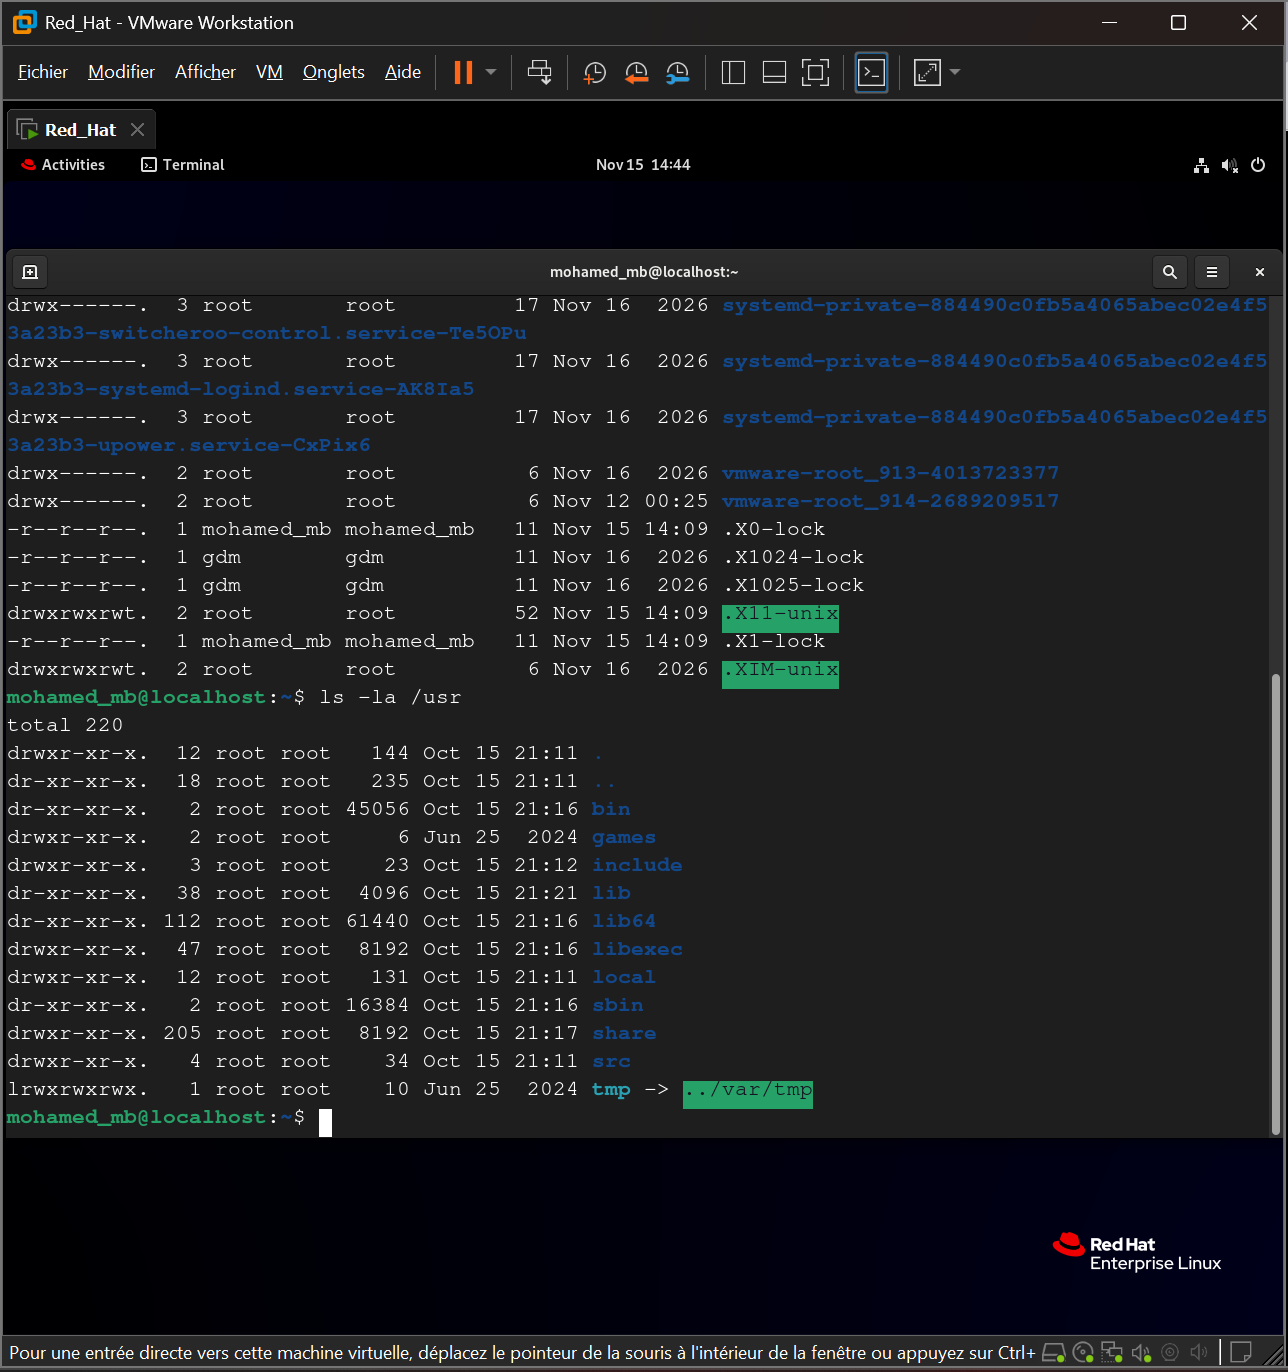 Red_Hat - VMware Workstation
Fichier Modifier Afficher VM Onglets Aide
Red_Hat
Activities Terminal Nov 15 14:44
mohamed_mb@localhost:~
drwx------. 3 root root 17 Nov 16 2026 systemd-private-884490c0fb5a4065abec02e4f5
3a23b3-switcheroo-control.service-Te5OPu
drwx------. 3 root root 17 Nov 16 2026 systemd-private-884490c0fb5a4065abec02e4f5
3a23b3-systemd-logind.service-AK8Ia5
drwx------. 3 root root 17 Nov 16 2026 systemd-private-884490c0fb5a4065abec02e4f5
3a23b3-upower.service-CxPix6
drwx------. 2 root root 6 Nov 16 2026 vmware-root_913-4013723377
drwx------. 2 root root 6 Nov 12 00:25 vmware-root_914-2689209517
-r--r--r--. 1 mohamed_mb mohamed_mb 11 Nov 15 14:09 .X0-lock
-r--r--r--. 1 gdm gdm 11 Nov 16 2026 .X1024-lock
-r--r--r--. 1 gdm gdm 11 Nov 16 2026 .X1025-lock
drwxrwxrwt. 2 root root 52 Nov 15 14:09 .X11-unix
-r--r--r--. 1 mohamed_mb mohamed_mb 11 Nov 15 14:09 .X1-lock
drwxrwxrwt. 2 root root 6 Nov 16 2026 .XIM-unix
mohamed_mb@localhost:~$ ls -la /usr
total 220
drwxr-xr-x. 12 root root 144 Oct 15 21:11 .
dr-xr-xr-x. 18 root root 235 Oct 15 21:11 ..
dr-xr-xr-x. 2 root root 45056 Oct 15 21:16 bin
drwxr-xr-x. 2 root root 6 Jun 25 2024 games
drwxr-xr-x. 3 root root 23 Oct 15 21:12 include
dr-xr-xr-x. 38 root root 4096 Oct 15 21:21 lib
dr-xr-xr-x. 112 root root 61440 Oct 15 21:16 lib64
drwxr-xr-x. 47 root root 8192 Oct 15 21:16 libexec
drwxr-xr-x. 12 root root 131 Oct 15 21:11 local
dr-xr-xr-x. 2 root root 16384 Oct 15 21:16 sbin
drwxr-xr-x. 205 root root 8192 Oct 15 21:17 share
drwxr-xr-x. 4 root root 34 Oct 15 21:11 src
lrwxrwxrwx. 1 root root 10 Jun 25 2024 tmp -> ../var/tmp
mohamed_mb@localhost:~$
Red Hat
Enterprise Linux
Pour une entrée directe vers cette machine virtuelle, déplacez le pointeur de la souris à l'intérieur de la fenêtre ou appuyez sur Ctrl+